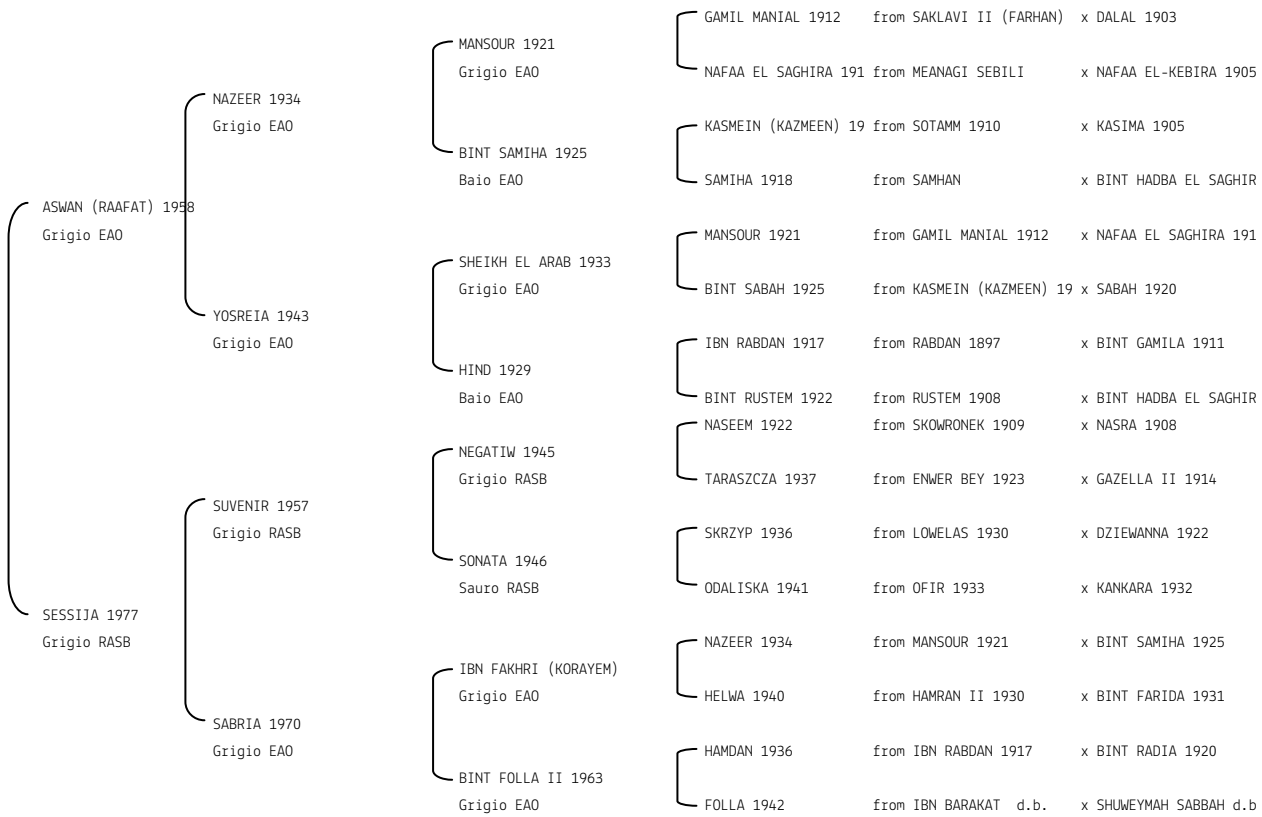 GAMIL MANIAL 1912 from SAKLAVI II (FARHAN) x DALAL 1903
MANSOUR 1921
Grigio EAO
NAFAA EL SAGHIRA 191 from MEANAGI SEBILI x NAFAA EL-KEBIRA 1905
NAZEER 1934
Grigio EAO
KASMEIN (KAZMEEN) 19 from SOTAMM 1910 x KASIMA 1905
BINT SAMIHA 1925
Baio EAO
SAMIHA 1918 from SAMHAN x BINT HADBA EL SAGHIR
ASWAN (RAAFAT) 1958
Grigio EAO
MANSOUR 1921 from GAMIL MANIAL 1912 x NAFAA EL SAGHIRA 191
SHEIKH EL ARAB 1933
Grigio EAO
BINT SABAH 1925 from KASMEIN (KAZMEEN) 19 x SABAH 1920
YOSREIA 1943
Grigio EAO
IBN RABDAN 1917 from RABDAN 1897 x BINT GAMILA 1911
HIND 1929
Baio EAO
BINT RUSTEM 1922 from RUSTEM 1908 x BINT HADBA EL SAGHIR
NASEEM 1922 from SKOWRONEK 1909 x NASRA 1908
NEGATIW 1945
Grigio RASB
TARASZCZA 1937 from ENWER BEY 1923 x GAZELLA II 1914
SUVENIR 1957
Grigio RASB
SKRZYP 1936 from LOWELAS 1930 x DZIEWANNA 1922
SONATA 1946
Sauro RASB
ODALISKA 1941 from OFIR 1933 x KANKARA 1932
SESSIJA 1977
Grigio RASB
NAZEER 1934 from MANSOUR 1921 x BINT SAMIHA 1925
IBN FAKHRI (KORAYEM)
Grigio EAO
HELWA 1940 from HAMRAN II 1930 x BINT FARIDA 1931
SABRIA 1970
Grigio EAO
HAMDAN 1936 from IBN RABDAN 1917 x BINT RADIA 1920
BINT FOLLA II 1963
Grigio EAO
FOLLA 1942 from IBN BARAKAT d.b. x SHUWEYMAH SABBAH d.b